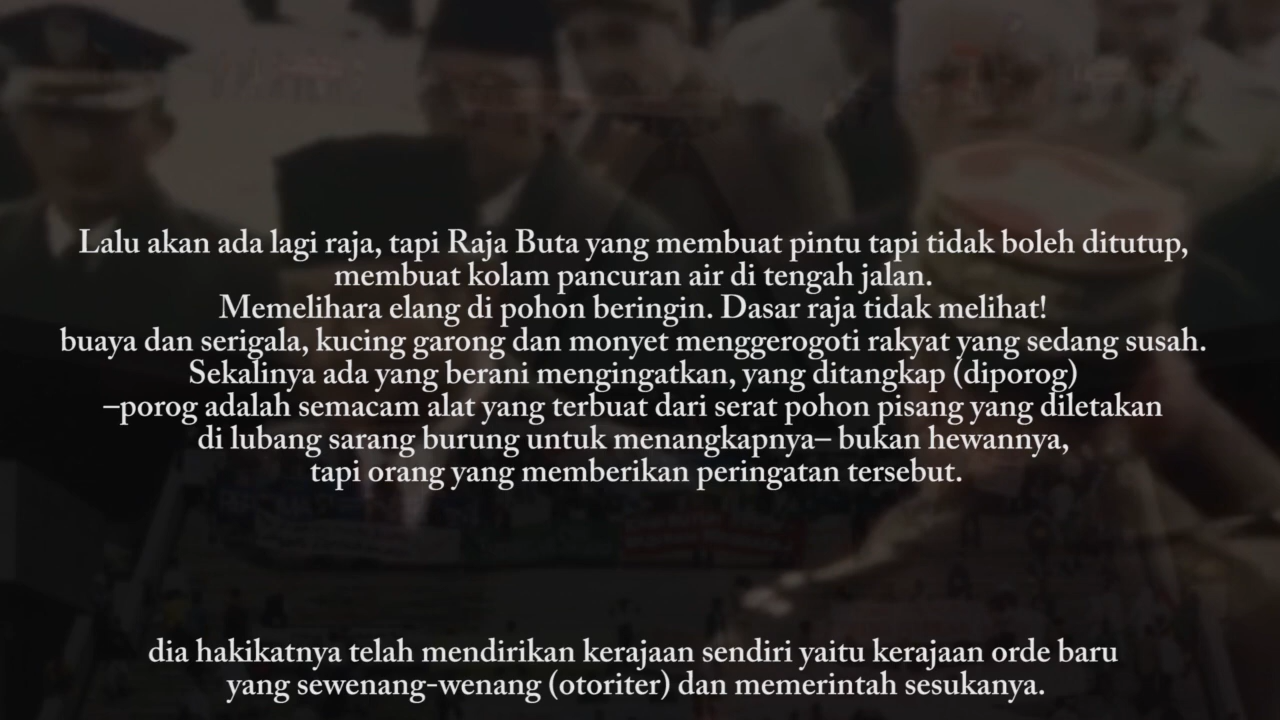 Lalu akan ada lagi raja, tapi Raja Buta yang membuat pintu tapi tidak boleh ditutup,
membuat kolam pancuran air di tengah jalan.
Memelihara elang di pohon beringin. Dasar raja tidak melihat!
buaya dan serigala, kucing garong dan monyet menggerogoti rakyat yang sedang susah.
Sekalinya ada yang berani mengingatkan, yang ditangkap (diporog)
–porog adalah semacam alat yang terbuat dari serat pohon pisang yang diletakan
di lubang sarang burung untuk menangkapnya– bukan hewannya,
tapi orang yang memberikan peringatan tersebut.
dia hakikatnya telah mendirikan kerajaan sendiri yaitu kerajaan orde baru
yang sewenang-wenang (otoriter) dan memerintah sesukanya.